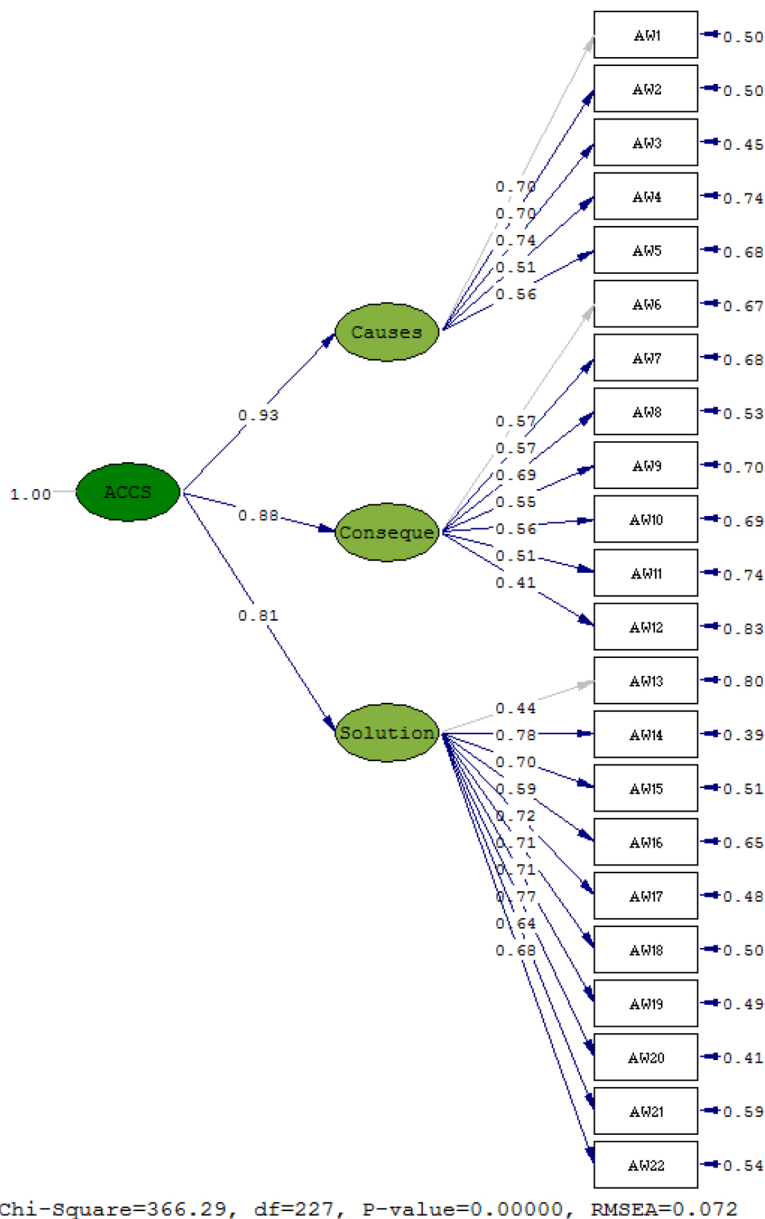 AW1
0.50
AW2
0.50
AW3
0.45
AW4
0.74
AW5
0.68
AW6
0.67
AW7
0.68
AW8
0.53
AW9
0.70
AW10
0.69
AW11
0.74
AW12
0.83
AW13
0.80
AW14
0.39
AW15
0.51
AW16
0.65
AW17
0.48
AW18
0.50
AW19
0.49
AW20
0.41
AW21
0.59
AW22
0.54
0.70
0.70
0.74
0.51
0.56
Causes
0.57
0.57
0.69
0.55
0.56
0.51
0.41
Conseque
0.44
0.78
0.70
0.59
0.72
0.71
0.71
0.77
0.64
0.68
Solution
0.93
0.88
0.81
1.00
ACCS
Chi-Square=366.29, df=227, P-value=0.00000, RMSEA=0.072